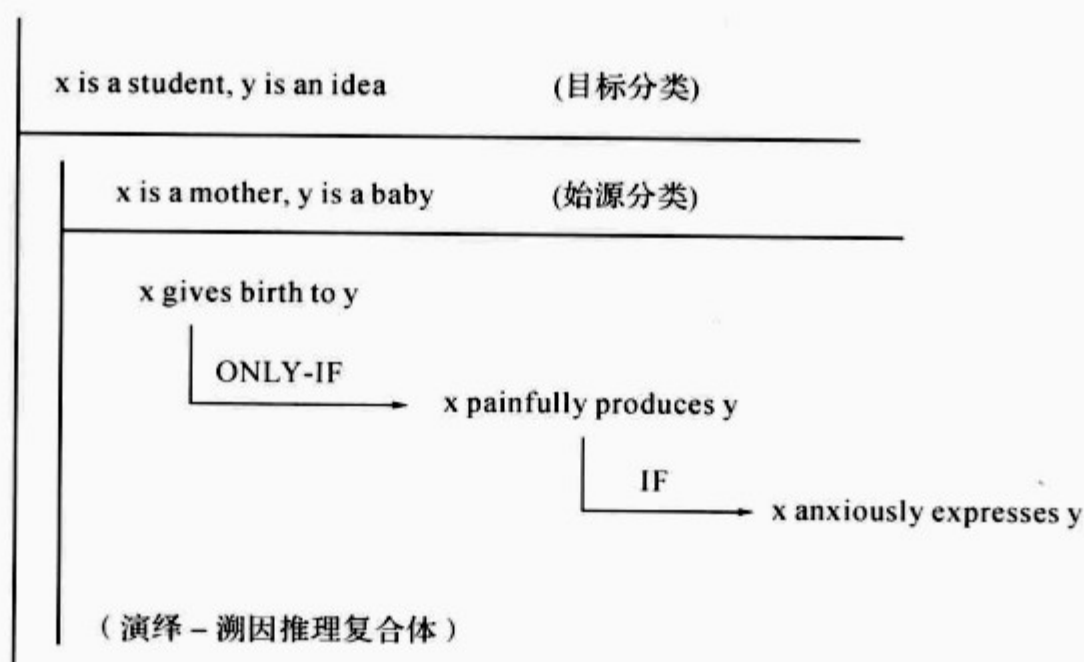 x is a student, y is an idea (目标分类)
x is a mother, y is a baby (始源分类)
x gives birth to y
ONLY-IF
x painfully produces y
IF
x anxiously expresses y
(演绎–溯因推理复合体)